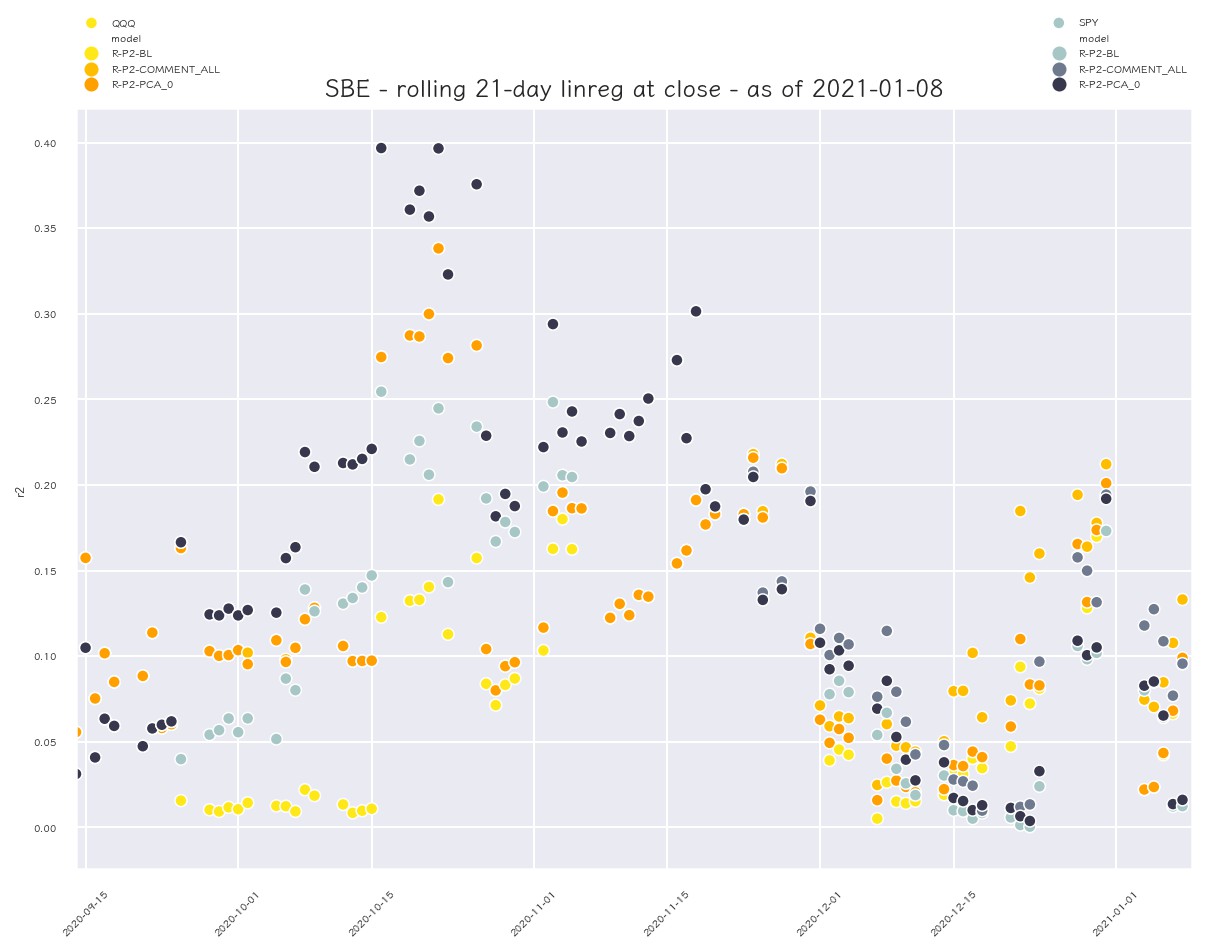 QQQ
model
R-P2-BL
R-P2-COMMENT_ALL
R-P2-PCA_0
SPY
model
R-P2-BL
R-P2-COMMENT_ALL
R-P2-PCA_0
SBE - rolling 21-day linreg at close - as of 2021-01-08
0.40
0.35
0.30
0.25
0.20
0.15
0.10
0.05
0.00
r2
2020-09-15
2020-10-01
2020-10-15
2020-11-01
2020-11-15
2020-12-01
2020-12-15
2021-01-01